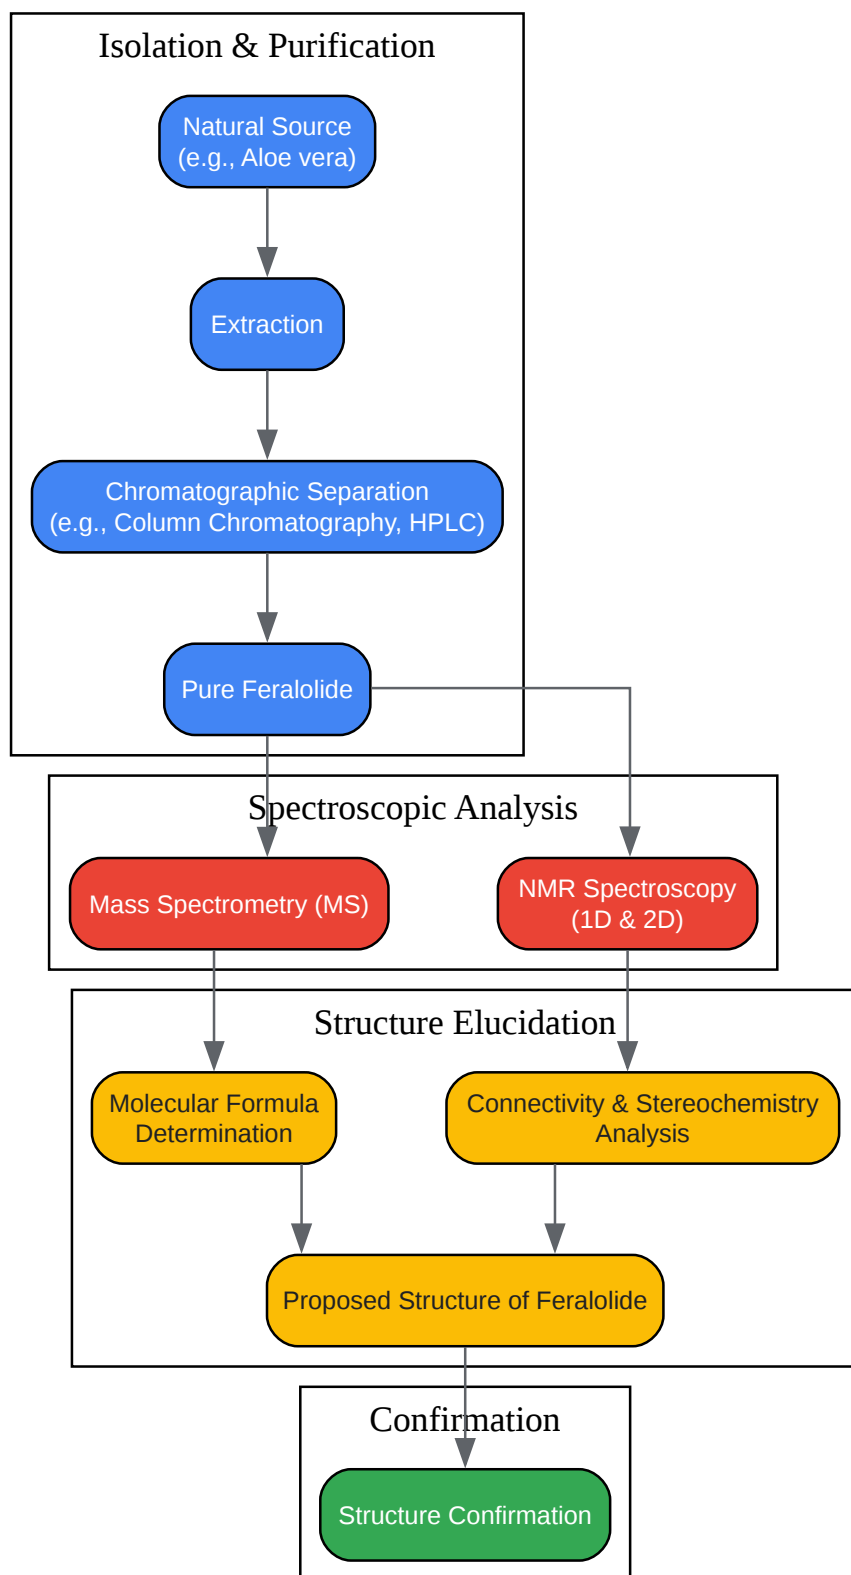 Isolation & Purification
Natural Source
(e.g., Aloe vera)
Extraction
Chromatographic Separation
(e.g., Column Chromatography, HPLC)
Pure Feralolide
Spectroscopic Analysis
Mass Spectrometry (MS)
NMR Spectroscopy
(1D & 2D)
Structure Elucidation
Molecular Formula
Determination
Connectivity & Stereochemistry
Analysis
Proposed Structure of Feralolide
Confirmation
Structure Confirmation